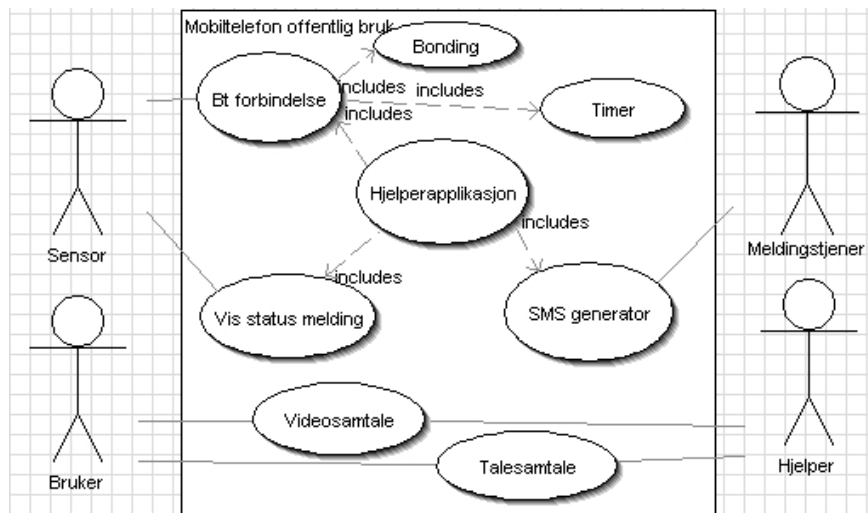 Mobiltelefon offentlig bruk
Bonding
Bt forbindelse
includes
includes
Timer
includes
Hjelperapplikasjon
includes
Sensor
Meldingstjener
includes
Vis status melding
SMS generator
Videosamtale
Talesamtale
Bruker
Hjelper